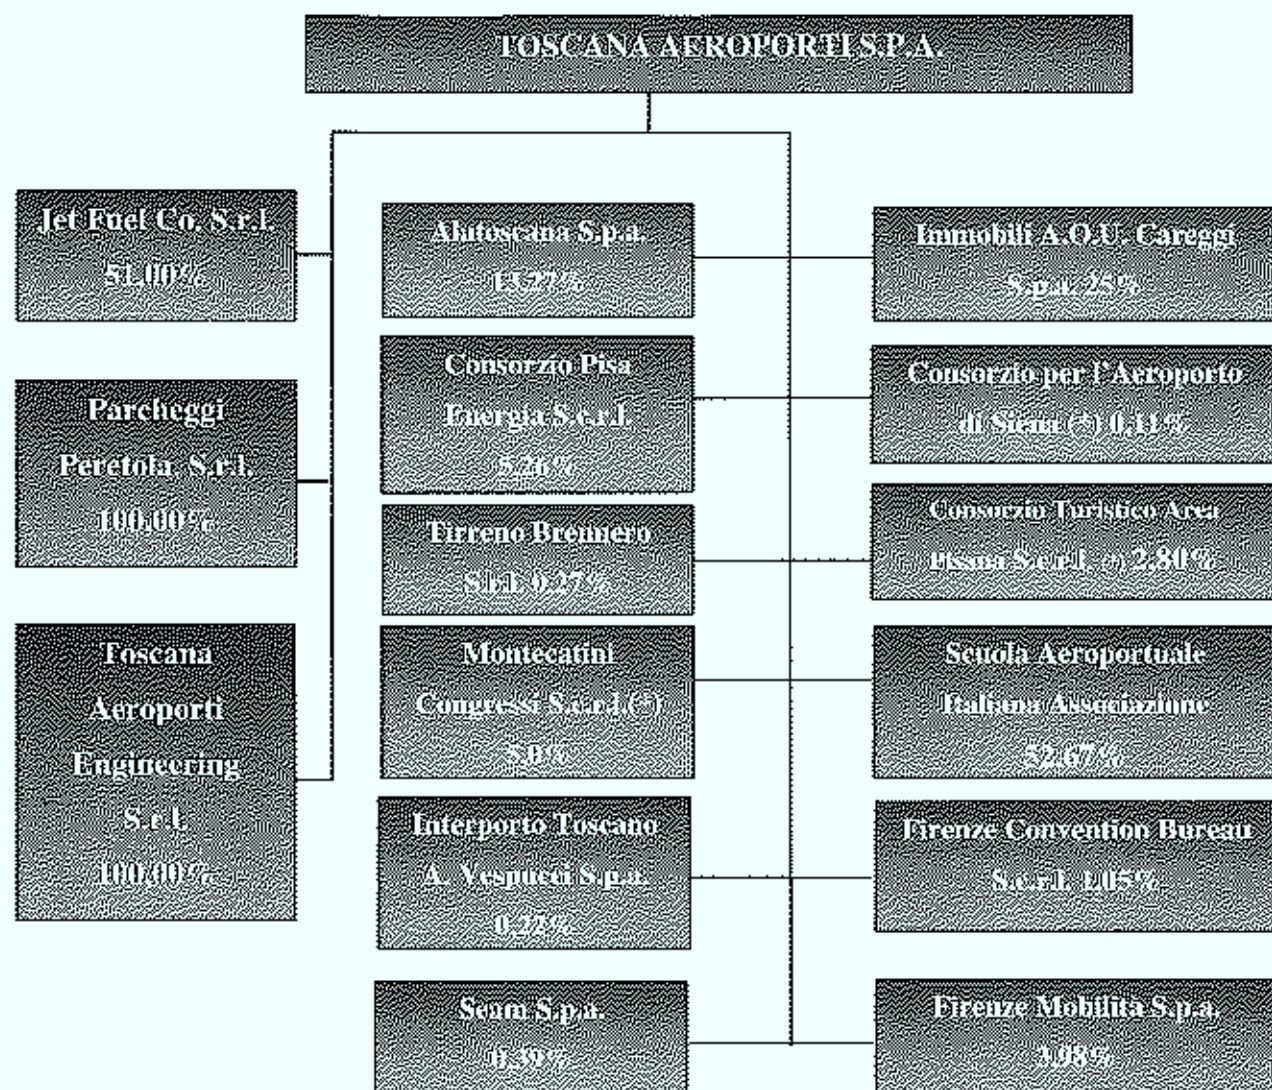 TOSCANA AEROPORTI S.P.A.
Jet Fuel Co. S.r.l.
51,00%
Parcheggi
Peretola S.r.l.
100,00%
Toscana
Aeroporti
Engineering
S.r.l.
100,00%
Alatoscana S.p.a.
13,27%
Consorzio Pisa
Energia S.c.r.l.
5,26%
Tirreno Brennero
S.r.l. 0,27%
Montecatini
Congressi S.c.r.l.(*)
5,0%
Interporto Toscano
A. Vespucci S.p.a.
0,22%
Seam S.p.a.
0,39%
Immobili A.O.U. Careggi
S.p.a. 25%
Consorzio per l'Aeroporto
di Siena (*) 0,11%
Consorzio Turistico Area
Pisana S.c.r.l. (*) 2,80%
Scuola Aeroportuale
Italiana Associazione
52,67%
Firenze Convention Bureau
S.c.r.l. 1,05%
Firenze Mobilità S.p.a.
3,98%